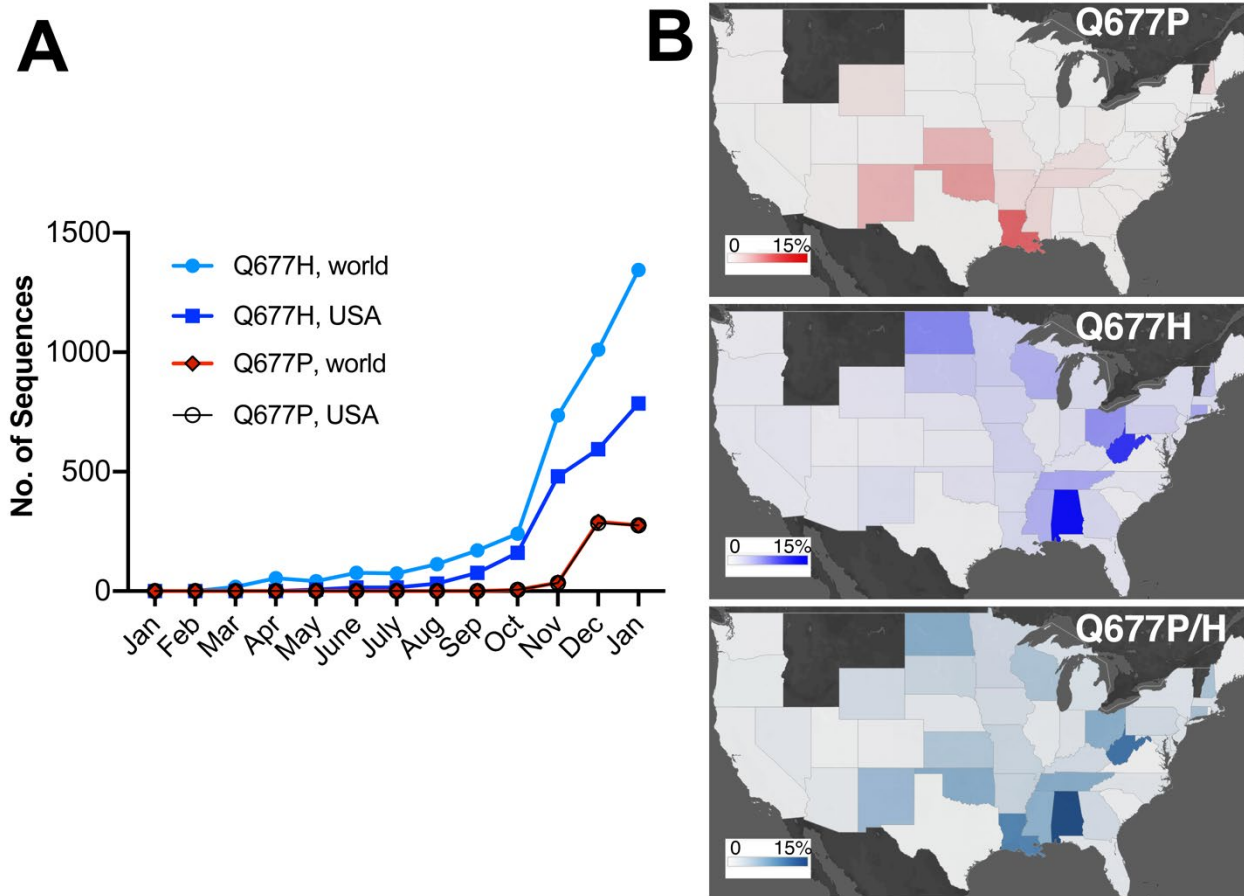 A
1500
1000
500
0
No. of Sequences
Q677H, world
Q677H, USA
Q677P, world
Q677P, USA
Jan
Feb
Mar
Apr
May
June
July
Aug
Sep
Oct
Nov
Dec
Jan
B
Q677P
0 15%
Q677H
0 15%
Q677P/H
0 15%